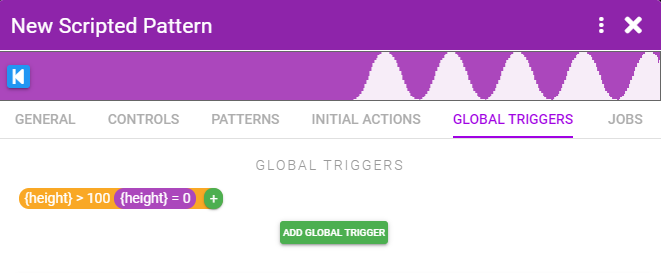 New Scripted Pattern
GENERAL CONTROLS PATTERNS INITIAL ACTIONS GLOBAL TRIGGERS JOBS
GLOBAL TRIGGERS
{height} > 100 {height} = 0 +
ADD GLOBAL TRIGGER